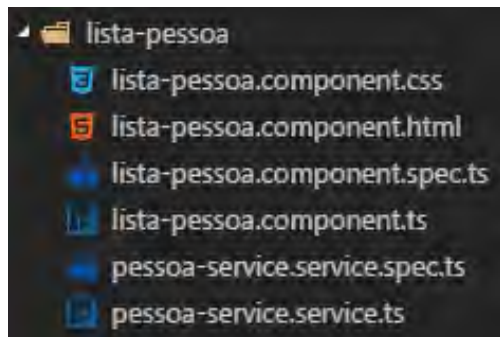 lista-pessoa
lista-pessoa.component.css
lista-pessoa.component.html
lista-pessoa.component.spec.ts
lista-pessoa.component.ts
pessoa-service.service.spec.ts
pessoa-service.service.ts